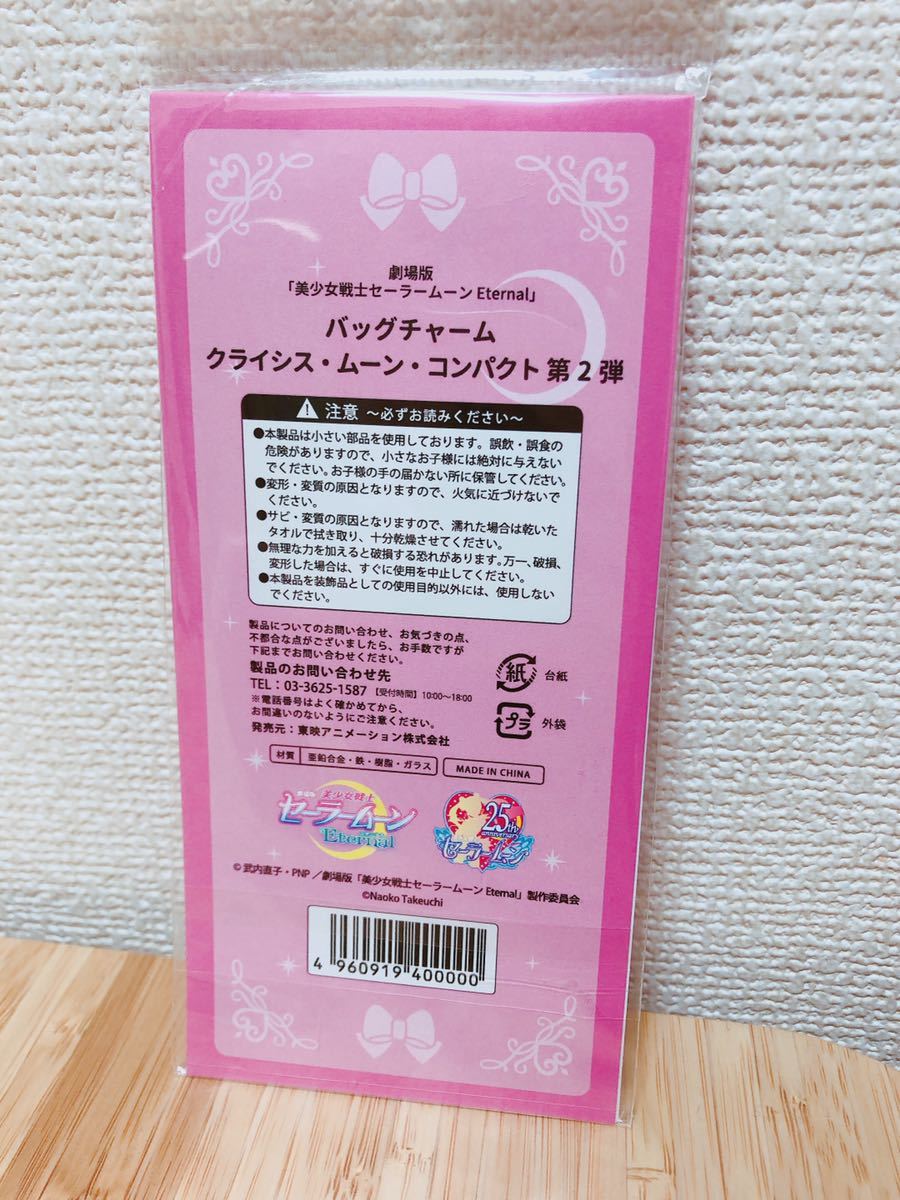 劇場版
「美少女戦士セーラームーン Eternal」
バッグチャーム
クライシス・ムーン・コンパクト 第2弾
注意 ～必ずお読みください～
●本製品は小さい部品を使用しております。誤飲・誤食の
危険がありますので、小さなお子様には絶対に与えない
でください。お子様の手の届かない所に保管してください。
●変形・変質の原因となりますので、火気に近づけないで
ください。
●サビ・変質の原因となりますので、濡れた場合は乾いた
タオルで拭き取り、十分乾燥させてください。
●無理な力を加えると破損する恐れがあります。万一、破損、
変形した場合は、すぐに使用を中止してください。
●本製品を装飾品としての使用目的以外には、使用しない
でください。
製品についてのお問い合わせ、お気づきの点、
不都合な点がございましたら、お手数ですが
下記までお問い合わせください。
製品のお問い合わせ先
TEL：03-3625-1587 【受付時間】10:00～18:00
※電話番号はよく確かめてから、
お間違いのないようにご注意ください。
発売元：東映アニメーション株式会社
紙 台紙
プラ 外袋
材質 亜鉛合金・鉄・樹脂・ガラス
MADE IN CHINA
劇場版 美少女戦士
セーラームーン
Eternal
25th
anniversary
セーラームーン
© 武内直子・PNP／劇場版「美少女戦士セーラームーン Eternal」製作委員会
©Naoko Takeuchi
4 960919 400000